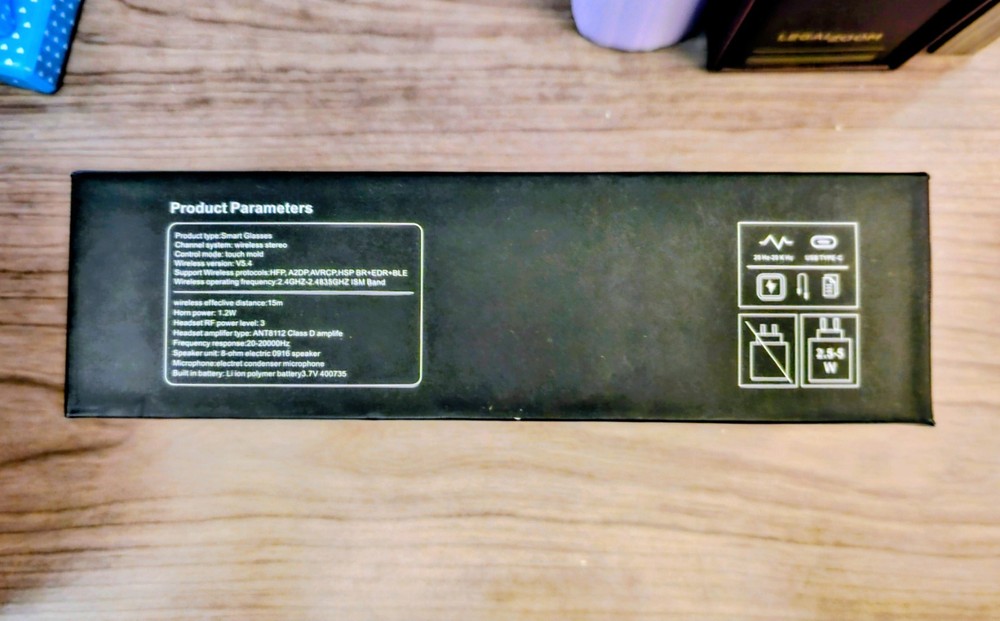 LEGALZOOM
Product Parameters
Product type:Smart Glasses
Channel system: wireless stereo
Control mode: touch mold
Wireless version: V5.4
Support Wireless protocols:HFP, A2DP,AVRCP,HSP BR+EDR+BLE
Wireless operating frequency:2.4GHZ-2.4835GHZ ISM Band
wireless effeclive distance:15m
Horn power: 1.2W
Headset RF power level: 3
Headset amplifer type: ANT8112 Class D amplife
Frequency response:20-20000Hz
Speaker unit: 8-ohm electric 0916 speaker
Microphone:electret condenser microphone
Built in battery: Li ion polymer battery3.7V 400735
20 Hz-20 K Hz
USB TYPE-C
2.5-5
W